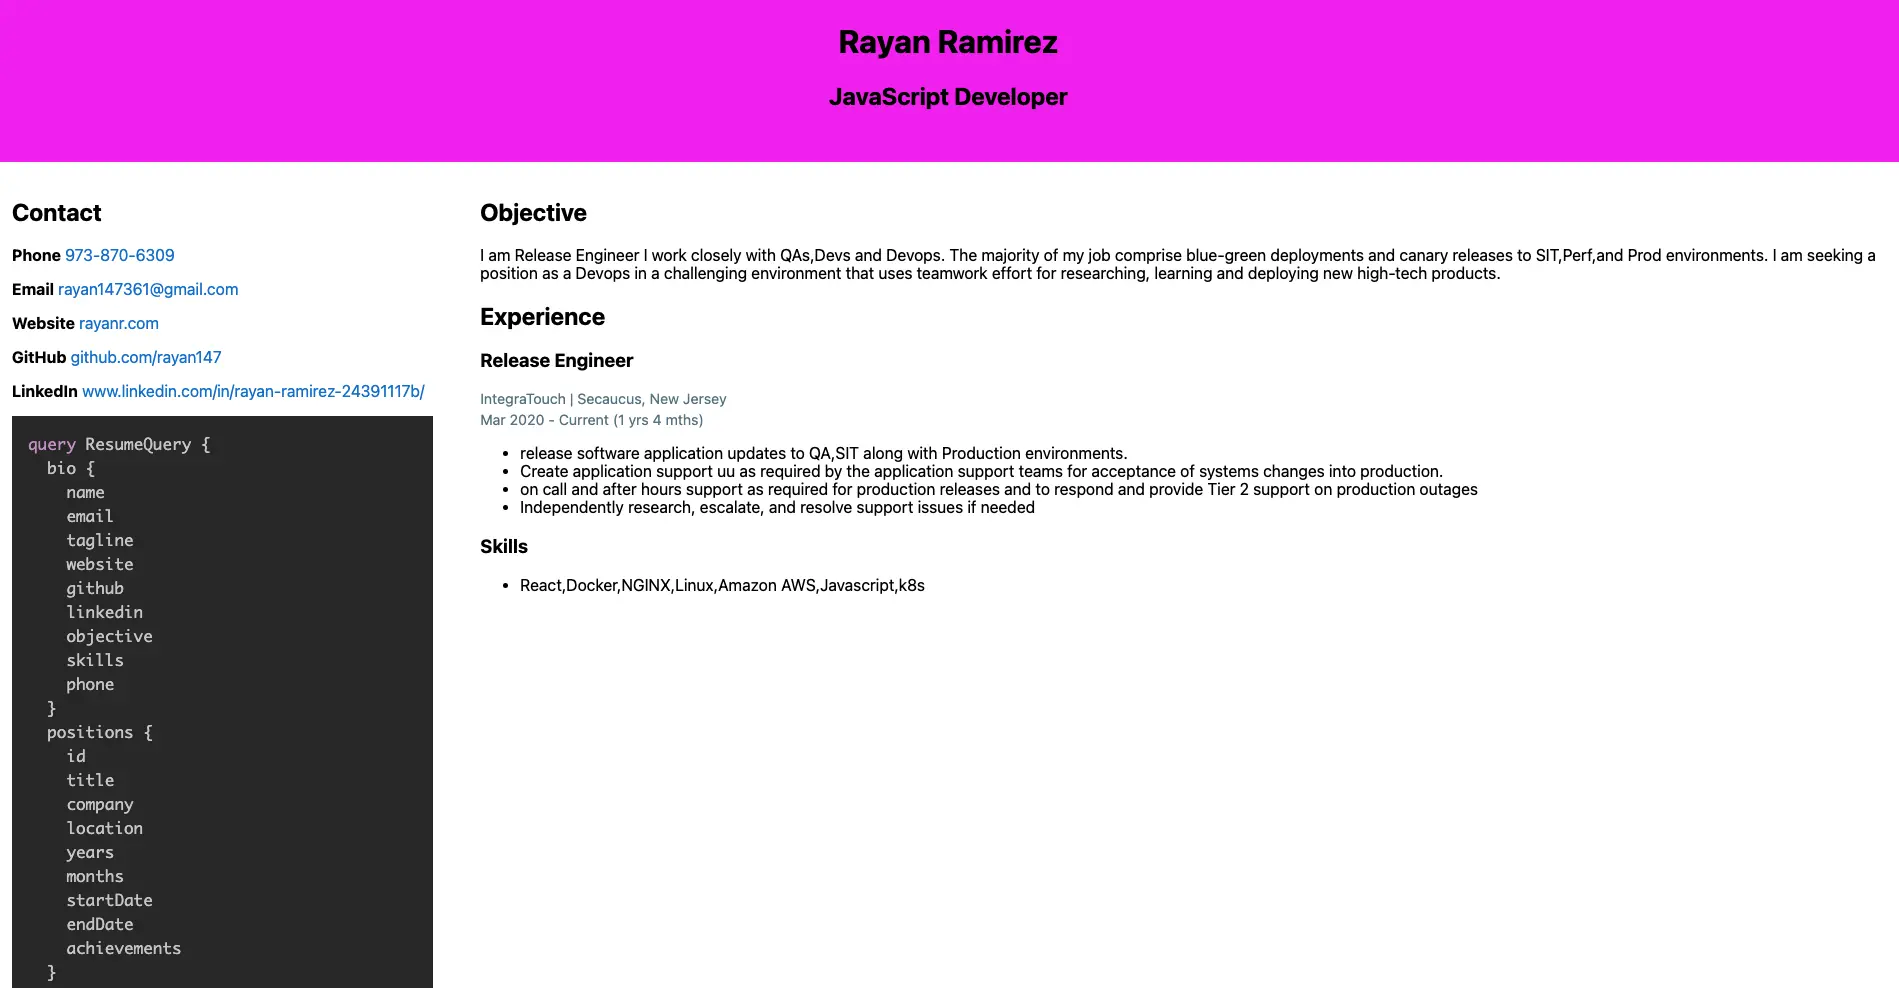 Rayan Ramirez
JavaScript Developer
Contact
Phone 973-870-6309
Email rayan147361@gmail.com
Website rayanr.com
GitHub github.com/rayan147
LinkedIn www.linkedin.com/in/rayan-ramirez-24391117b/
query ResumeQuery {
  bio {
    name
    email
    tagline
    website
    github
    linkedin
    objective
    skills
    phone
  }
  positions {
    id
    title
    company
    location
    years
    months
    startDate
    endDate
    achievements
  }
Objective
I am Release Engineer I work closely with QAs,Devs and Devops. The majority of my job comprise blue-green deployments and canary releases to SIT,Perf,and Prod environments. I am seeking a
position as a Devops in a challenging environment that uses teamwork effort for researching, learning and deploying new high-tech products.
Experience
Release Engineer
IntegraTouch | Secaucus, New Jersey
Mar 2020 - Current (1 yrs 4 mths)
• release software application updates to QA,SIT along with Production environments.
• Create application support uu as required by the application support teams for acceptance of systems changes into production.
• on call and after hours support as required for production releases and to respond and provide Tier 2 support on production outages
• Independently research, escalate, and resolve support issues if needed
Skills
• React,Docker,NGINX,Linux,Amazon AWS,Javascript,k8s